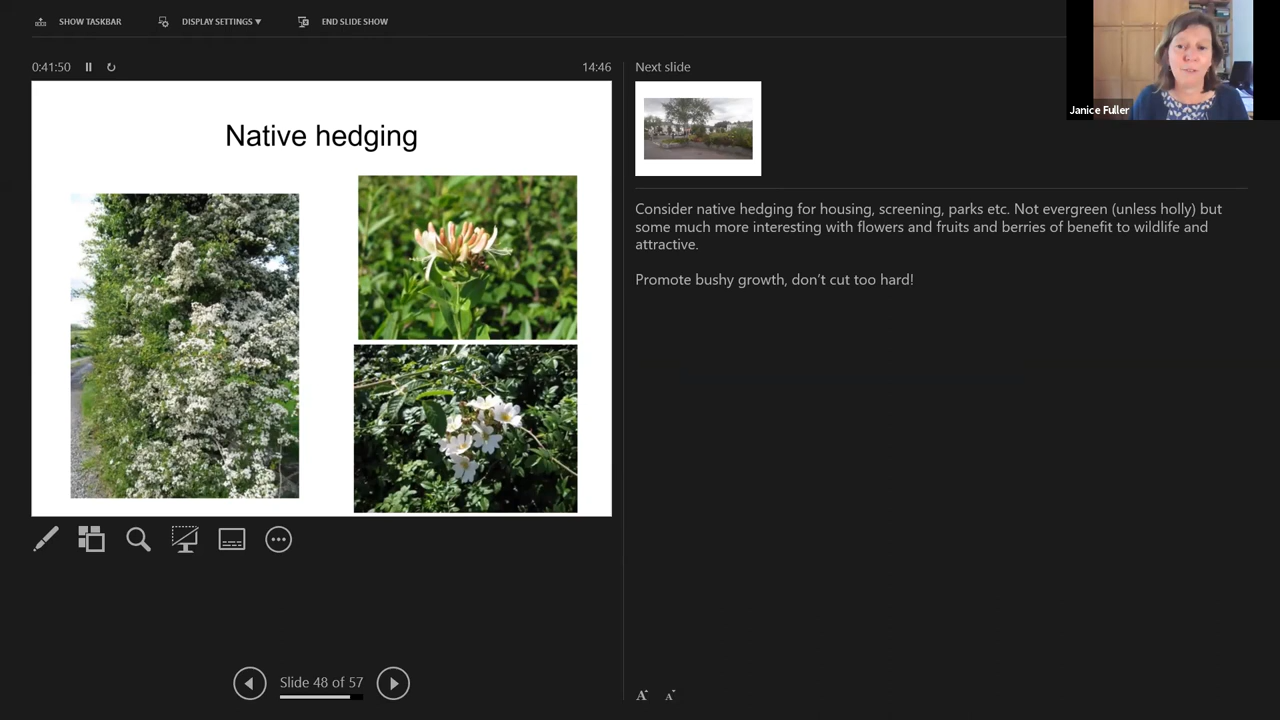 SHOW TASKBAR
DISPLAY SETTINGS ▼
END SLIDE SHOW
Janice Fuller
0:41:50
14:46
Next slide
Native hedging
Consider native hedging for housing, screening, parks etc. Not evergreen (unless holly) but
some much more interesting with flowers and fruits and berries of benefit to wildlife and
attractive.
Promote bushy growth, don’t cut too hard!
Slide 48 of 57
A
A